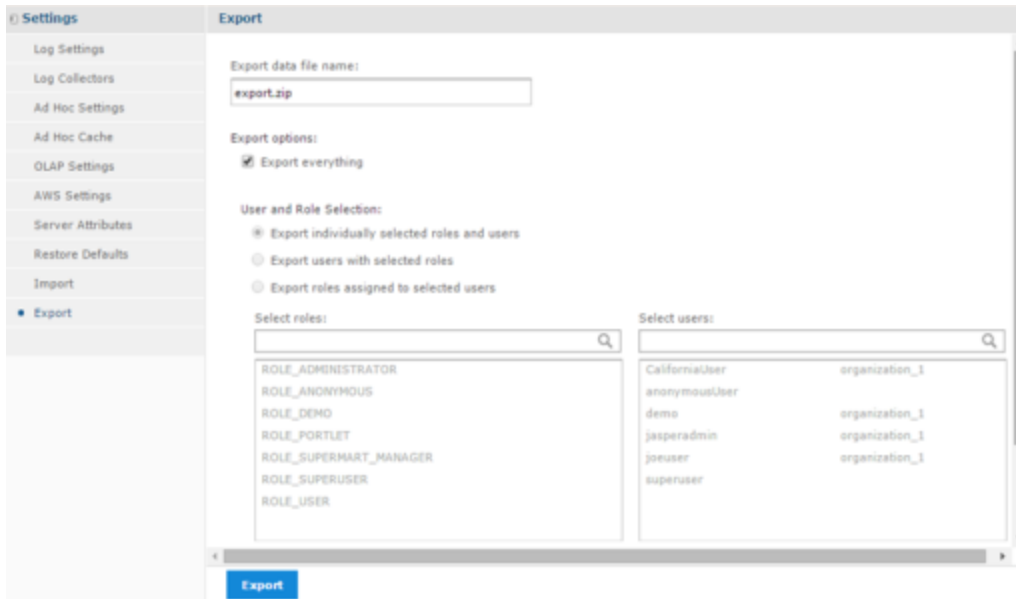 Settings
Log Settings
Log Collectors
Ad Hoc Settings
Ad Hoc Cache
OLAP Settings
AWS Settings
Server Attributes
Restore Defaults
Import
Export
Export
Export data file name:
export.zip
Export options:
Export everything
User and Role Selection:
Export individually selected roles and users
Export users with selected roles
Export roles assigned to selected users
Select roles:
ROLE_ADMINISTRATOR
ROLE_ANONYMOUS
ROLE_DEMO
ROLE_PORTLET
ROLE_SUPERMART_MANAGER
ROLE_SUPERUSER
ROLE_USER
Select users:
CaliforniaUser organization_1
anonymousUser
demo organization_1
jasperadmin organization_1
joeuser organization_1
superuser
Export